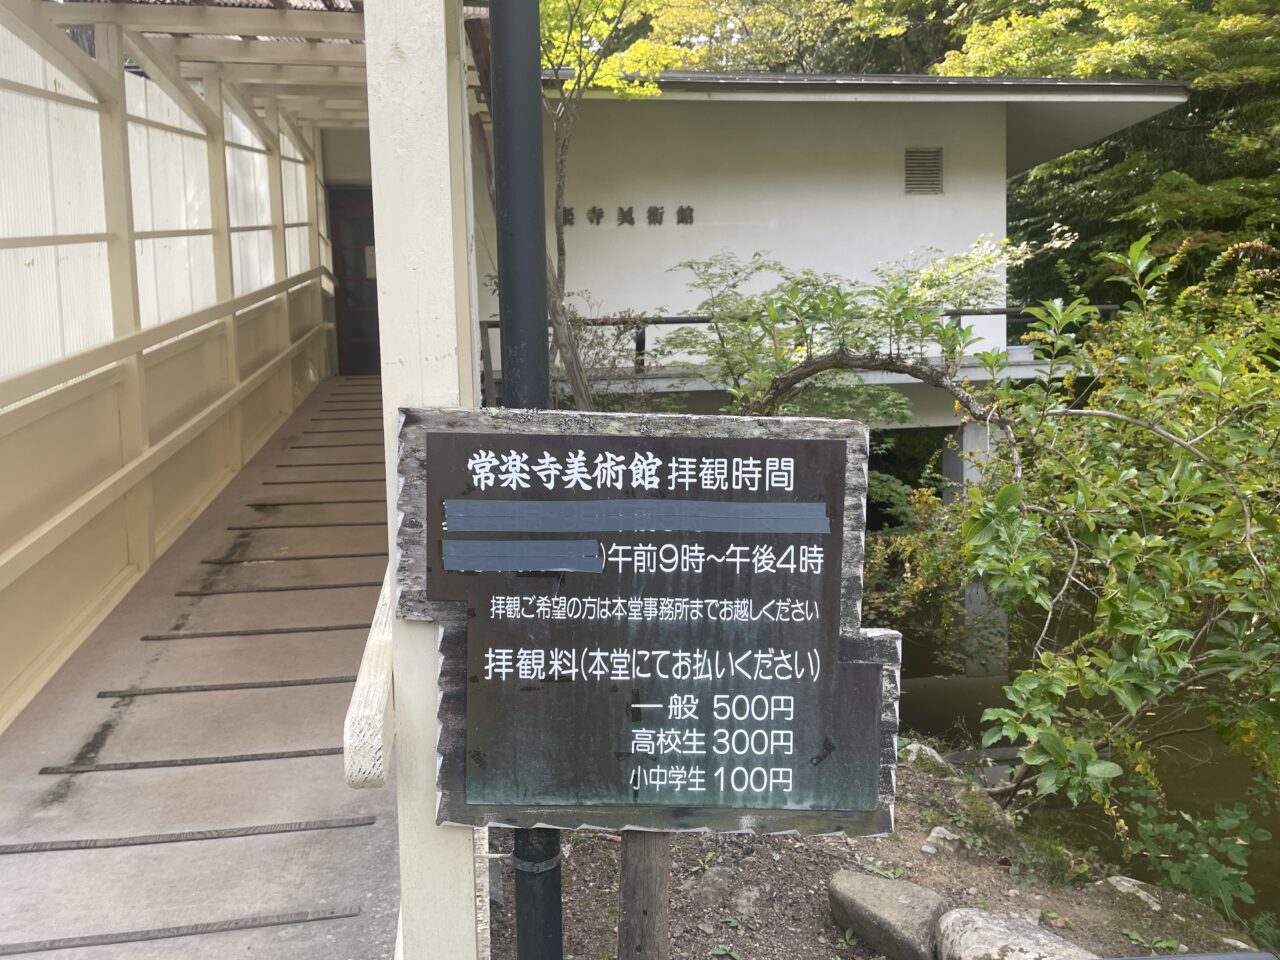 楽寺美術館
常楽寺美術館拝観時間
)午前9時～午後4時
拝観ご希望の方は本堂事務所までお越しください
拝観料(本堂にてお払いください)
一般 500円
高校生 300円
小中学生 100円